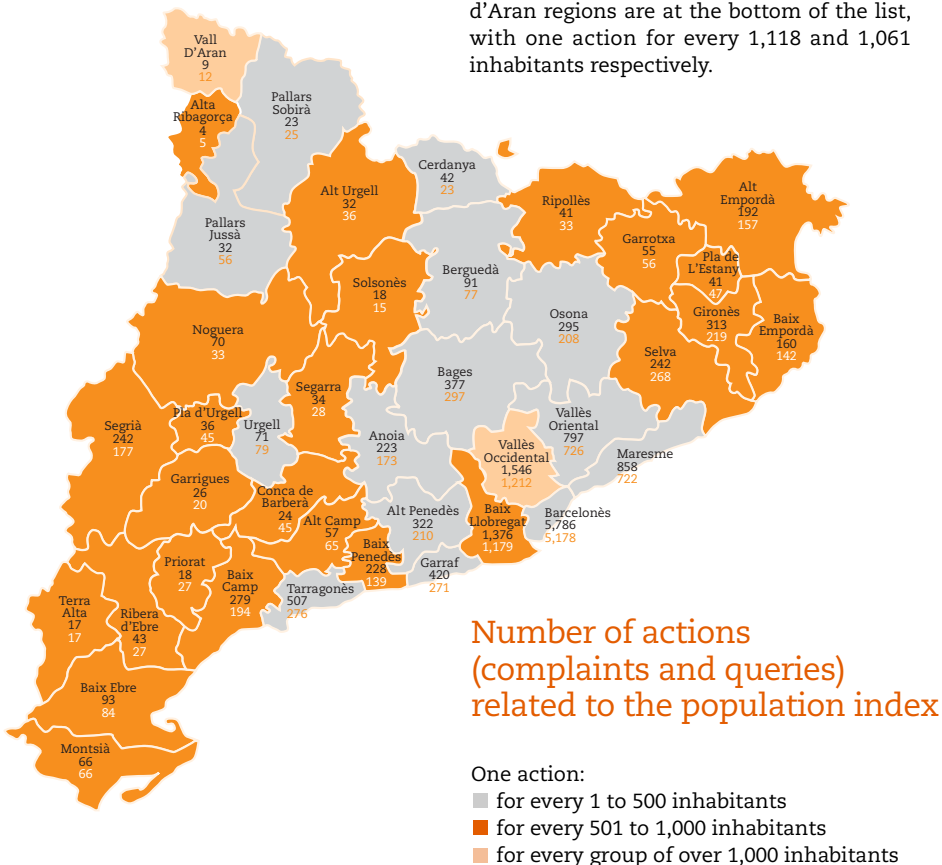 d’Aran regions are at the bottom of the list,
with one action for every 1,118 and 1,061
inhabitants respectively.
Vall
D’Aran
9
12
Pallars
Sobirà
23
25
Alta
Ribagorça
4
5
Cerdanya
42
23
Alt Urgell
32
36
Ripollès
41
33
Alt
Empordà
192
157
Pallars
Jussà
32
56
Garrotxa
55
56
Pla de
L’Estany
41
47
Berguedà
91
77
Solsonès
18
15
Osona
295
208
Gironès
313
219
Baix
Empordà
160
142
Noguera
70
33
Selva
242
268
Bages
377
297
Segarra
34
28
Pla d’Urgell
36
45
Urgell
71
79
Segrià
242
177
Anoia
223
173
Vallès
Oriental
797
726
Vallès
Occidental
1,546
1,212
Maresme
858
722
Garrigues
26
20
Conca de
Barberà
24
45
Alt Camp
57
65
Alt Penedès
322
210
Baix
Llobregat
1,376
1,179
Barcelonès
5,786
5,178
Baix
Penedès
228
139
Garraf
420
271
Priorat
18
27
Baix
Camp
279
194
Tarragonès
507
276
Terra
Alta
17
17
Ribera
d’Ebre
43
27
Baix Ebre
93
84
Montsià
66
66
Number of actions
(complaints and queries)
related to the population index
One action:
for every 1 to 500 inhabitants
for every 501 to 1,000 inhabitants
for every group of over 1,000 inhabitants